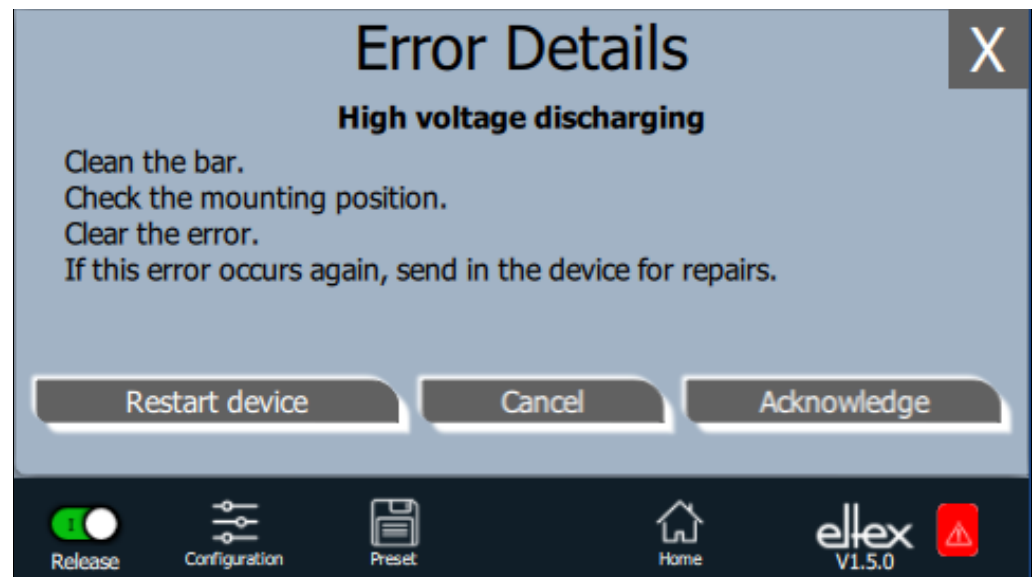 Error Details
X
High voltage discharging
Clean the bar.
Check the mounting position.
Clear the error.
If this error occurs again, send in the device for repairs.
Restart device
Cancel
Acknowledge
I
Release
Configuration
Preset
Home
eltex
V1.5.0